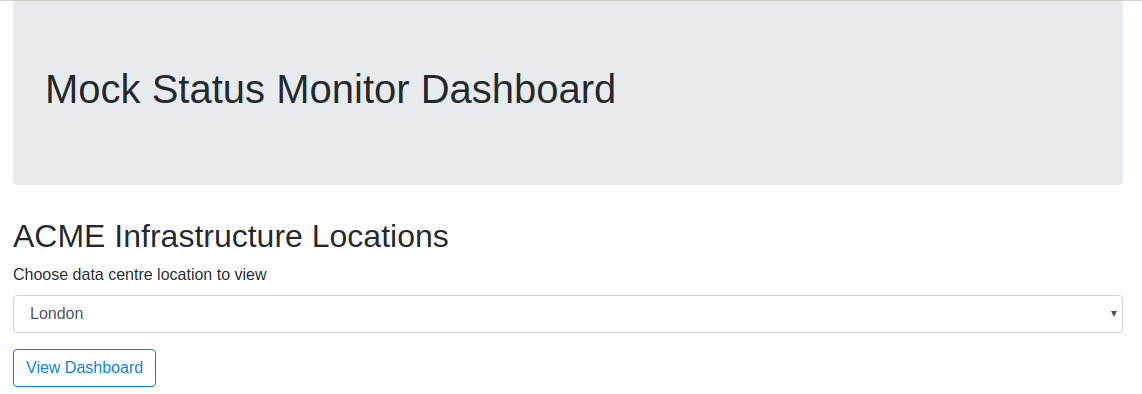 Mock Status Monitor Dashboard
ACME Infrastructure Locations
Choose data centre location to view
London
View Dashboard